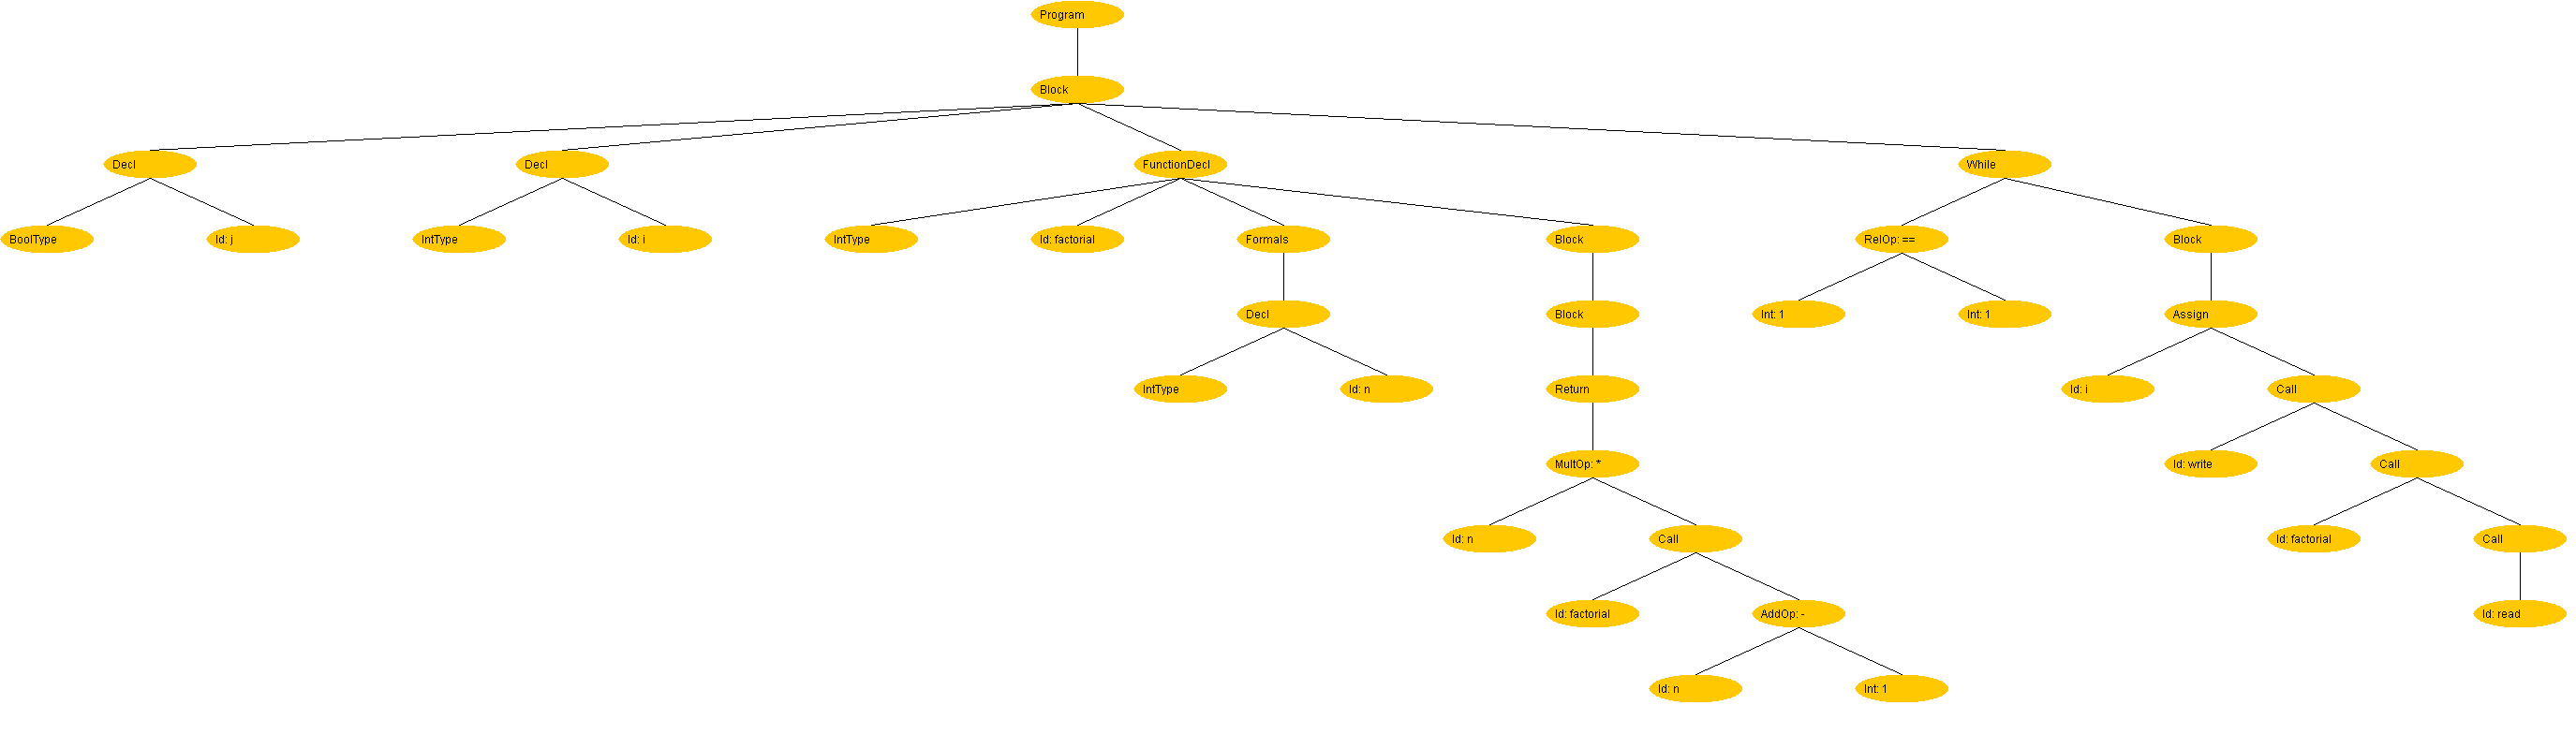 Program
Block
Decl Decl FunctionDecl While
BoolType Id: j IntType Id: i IntType Id: factorial Formals Block RelOp: == Block
Decl Block Int: 1 Int: 1 Assign
IntType Id: n Return Id: i Call
MultOp: * Id: write Call
Id: n Call Id: factorial Call
Id: factorial AddOp: - Id: read
Id: n Int: 1